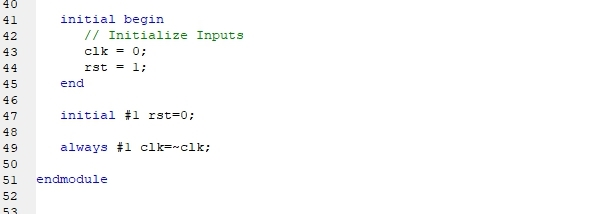 40
41 initial begin
42 // Initialize Inputs
43 clk = 0;
44 rst = 1;
45 end
46
47 initial #1 rst=0;
48
49 always #1 clk=~clk;
50
51 endmodule
52
53